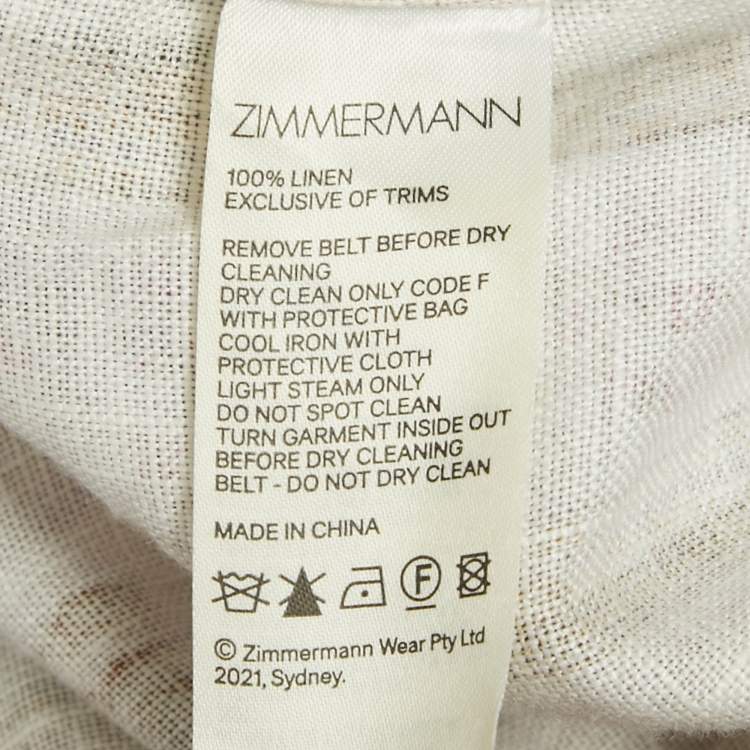 ZIMMERMANN
100% LINEN
EXCLUSIVE OF TRIMS
REMOVE BELT BEFORE DRY
CLEANING
DRY CLEAN ONLY CODE F
WITH PROTECTIVE BAG
COOL IRON WITH
PROTECTIVE CLOTH
LIGHT STEAM ONLY
DO NOT SPOT CLEAN
TURN GARMENT INSIDE OUT
BEFORE DRY CLEANING
BELT - DO NOT DRY CLEAN
MADE IN CHINA
F
© Zimmermann Wear Pty Ltd
2021, Sydney.